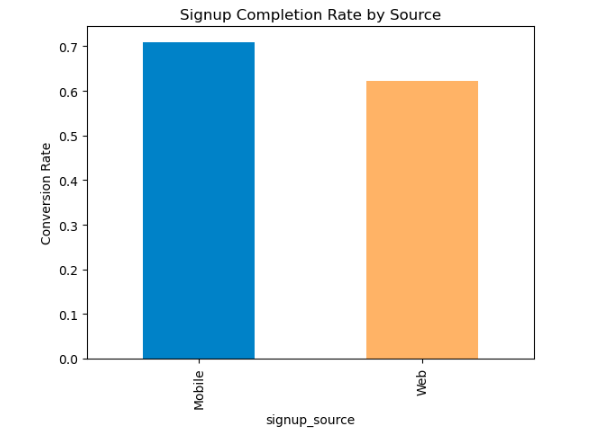 Signup Completion Rate by Source
Conversion Rate
0.7
0.6
0.5
0.4
0.3
0.2
0.1
0.0
Mobile
Web
signup_source